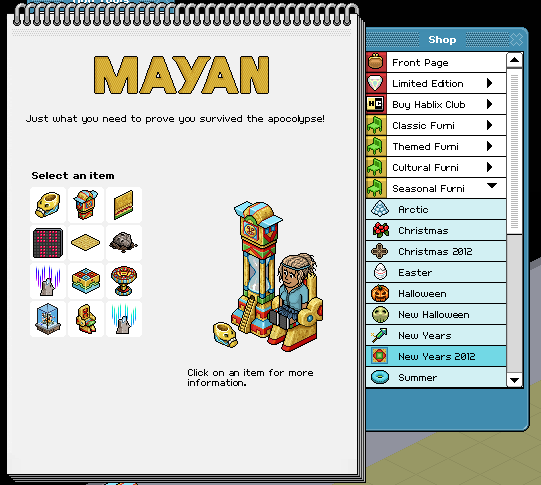 MAYAN
Just what you need to prove you survived the apocolypse!
Select an item
Click on an item for more
information.
Shop
Front Page
Limited Edition
Buy Hablix Club
HC
Classic Furni
Themed Furni
Cultural Furni
Seasonal Furni
Arctic
Christmas
Christmas 2012
Easter
Halloween
New Halloween
New Years
New Years 2012
Summer